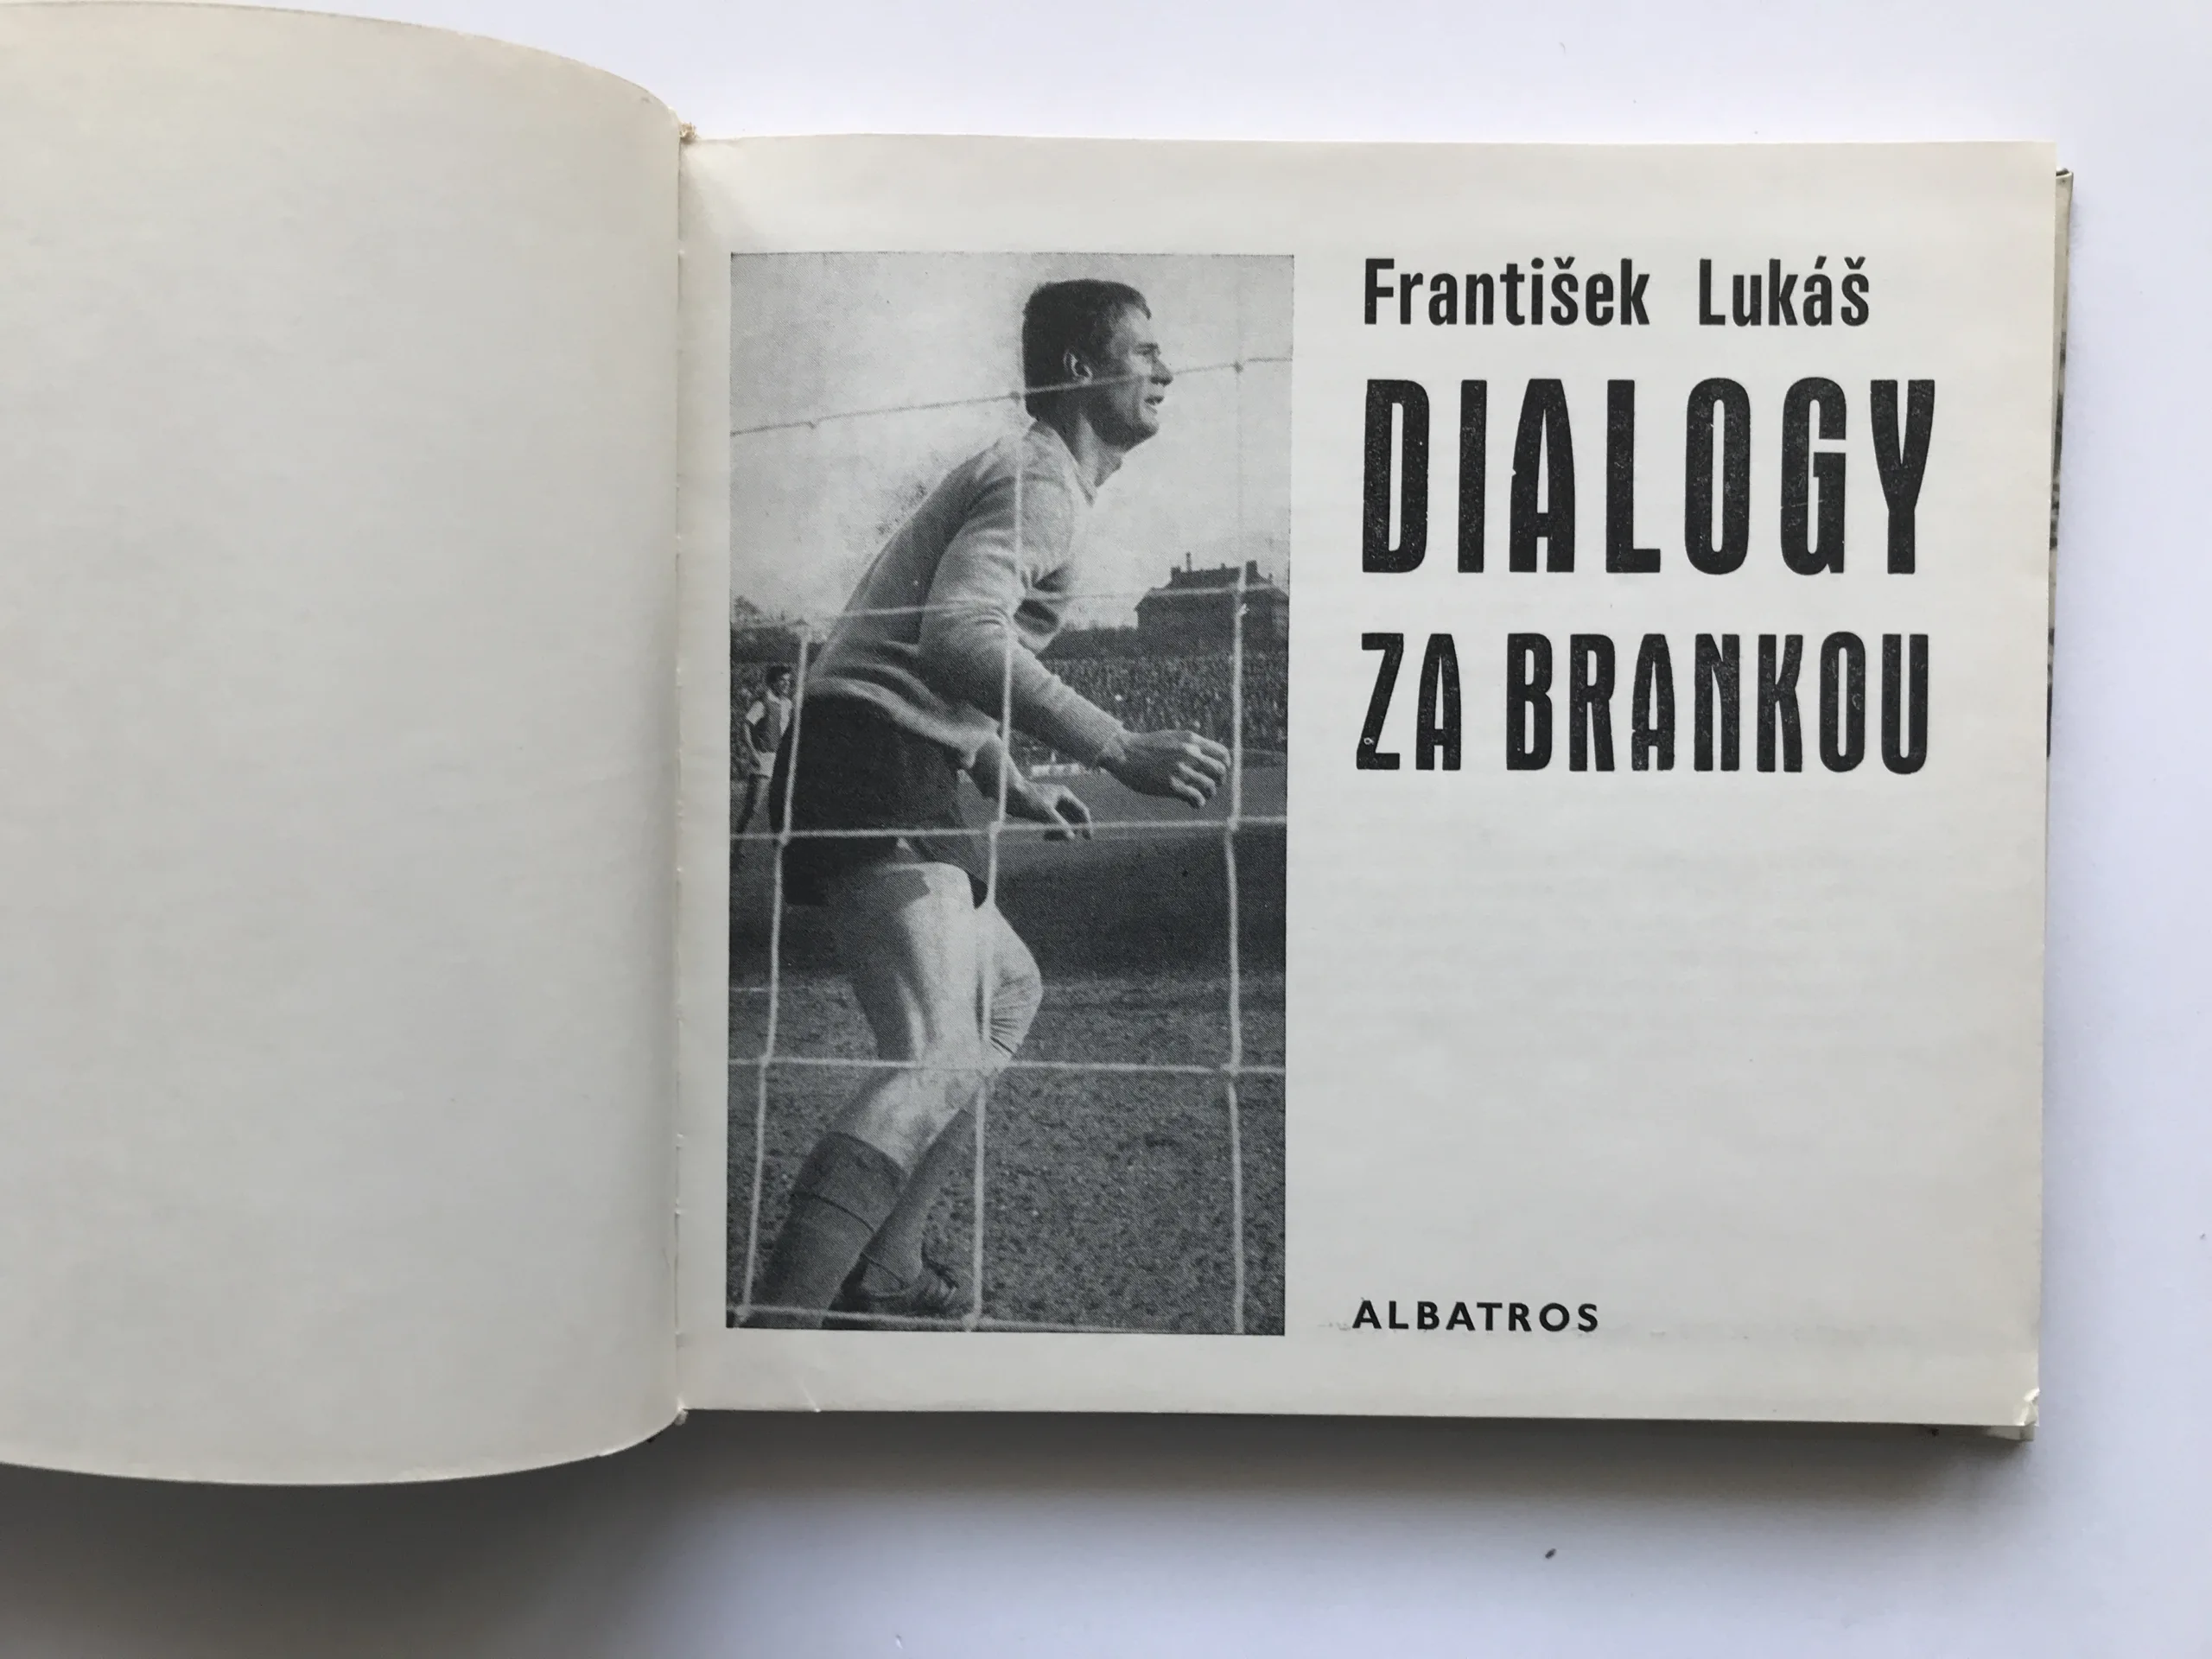 František Lukáš
DIALOGY
ZA BRANKOU
ALBATROS